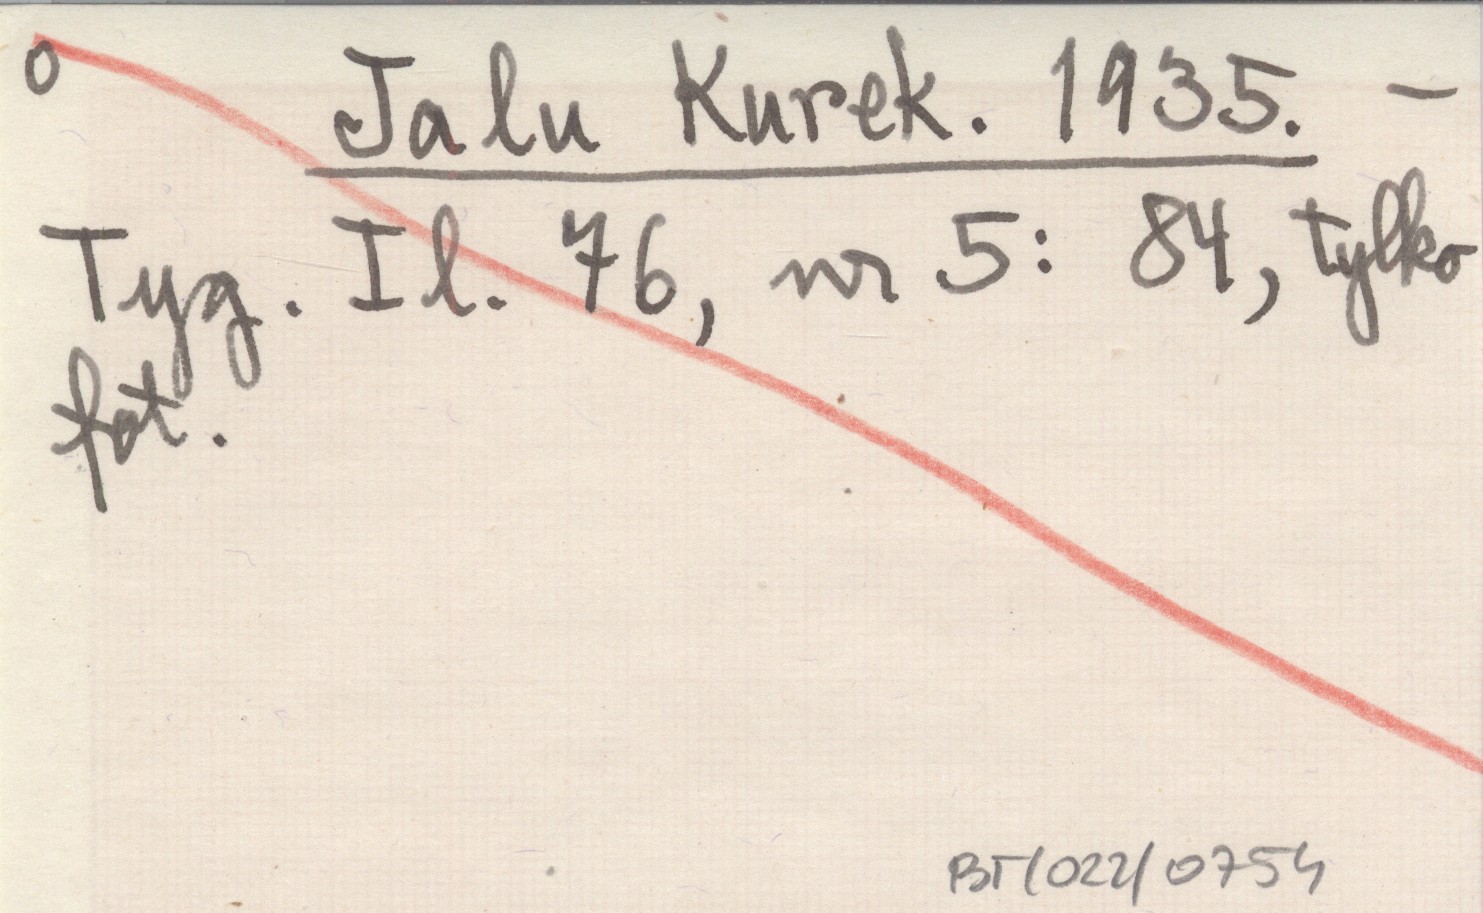 o Jalu Kurek. 1935. –
Tyg. Il. 76, nr 5: 84, tylko
fot.
BT/022/0754